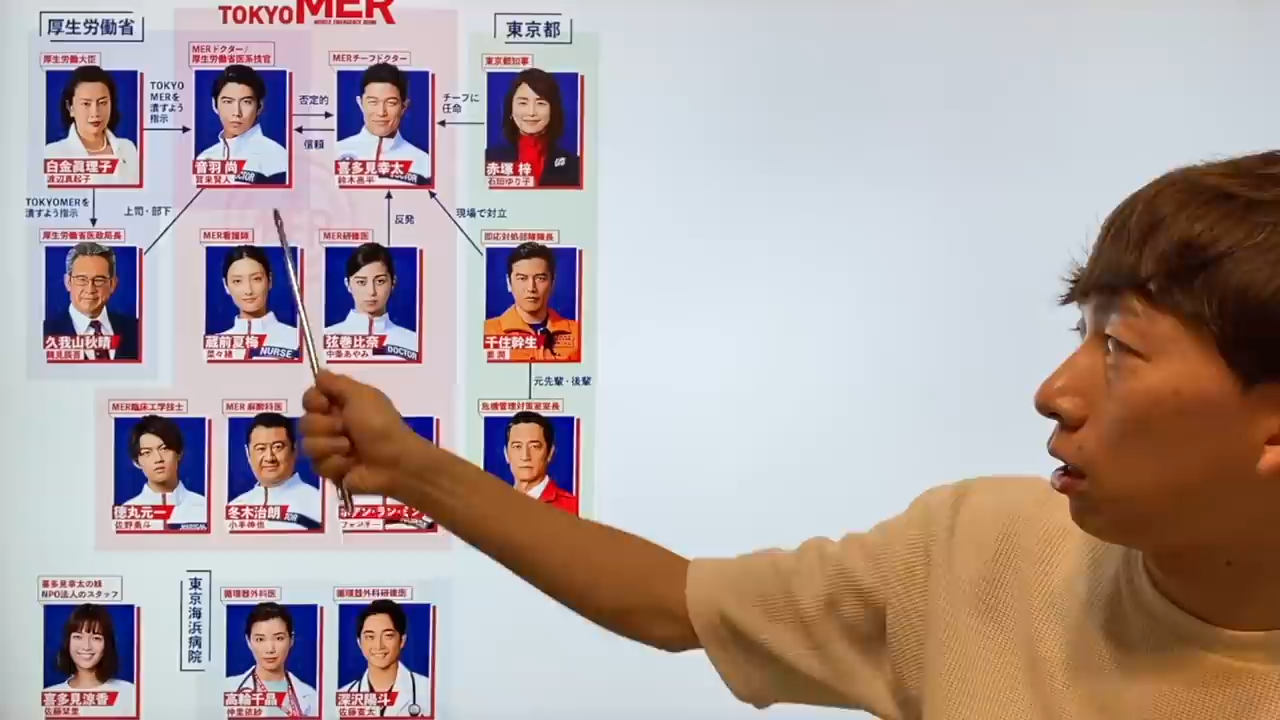 TOKYO MER
MOBILE EMERGENCY ROOM
厚生労働省
東京都
厚生労働大臣
MERドクター/
厚生労働省医系技官
MERチーフドクター
東京都知事
TOKYO
MERを
潰すよう
指示
否定的
信頼
チーフに
任命
白金眞理子
渡辺真起子
音羽 尚
賀来賢人
DOCTOR
喜多見幸太
鈴木亮平
DOCTOR
赤塚 梓
石田ゆり子
TOKYOMERを
潰すよう指示
上司・部下
反発
現場で対立
厚生労働省医政局長
MER看護師
MER研修医
即応対処部隊隊長
久我山秋晴
鶴見辰吾
蔵前夏梅
菜々緒
NURSE
弦巻比奈
中条あやみ
DOCTOR
千住幹生
要 潤
元先輩・後輩
MER臨床工学技士
MER 麻酔科医
危機管理対策室室長
徳丸元一
佐野勇斗
冬木治朗
小手伸也
喜多見幸太の妹
NPO法人のスタッフ
東京海浜病院
循環器外科医
循環器外科研修医
喜多見涼香
佐藤栞里
高輪千晶
仲里依紗
深沢陽斗
佐藤寛太